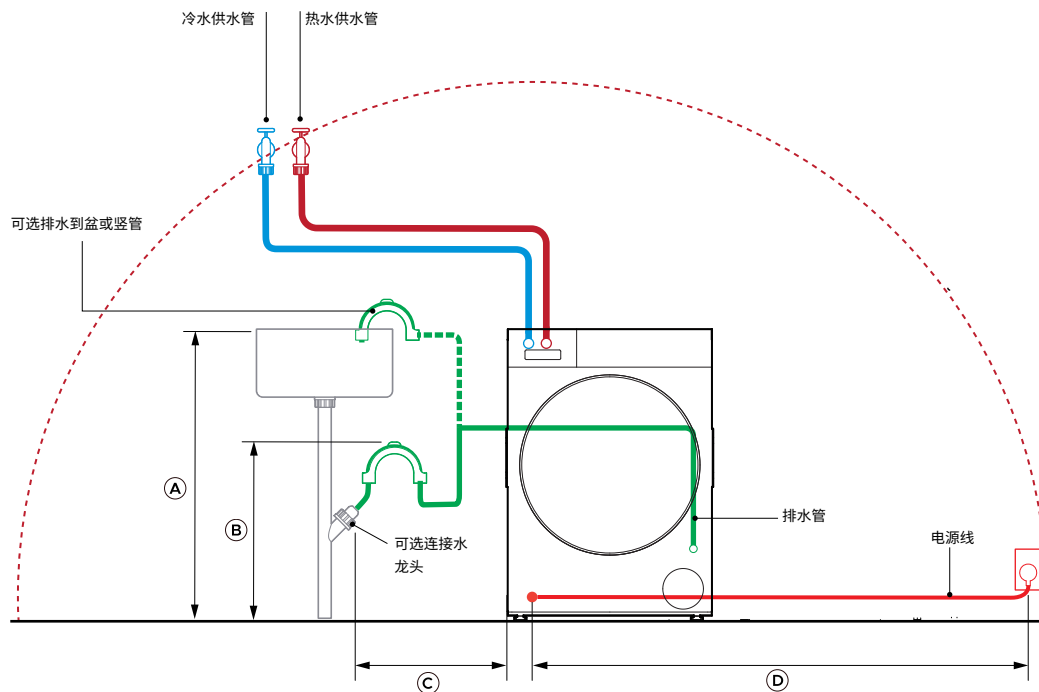 冷水供水管
热水供水管
可选排水到盆或竖管
A
B
可选连接水
龙头
排水管
电源线
C
D